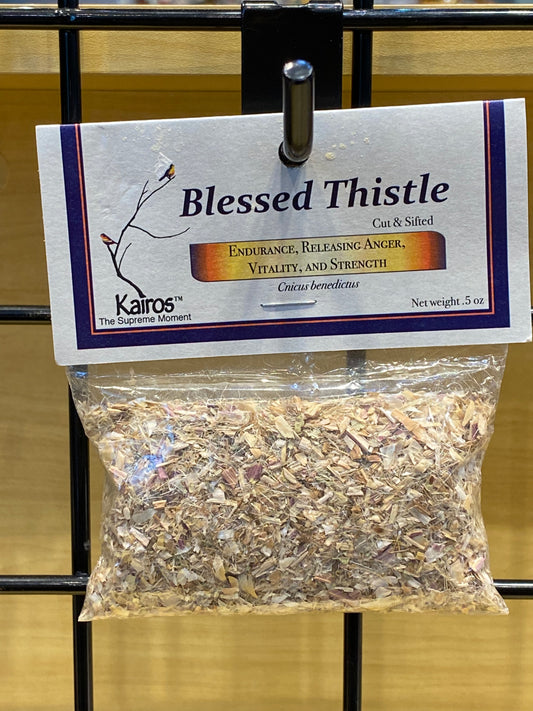 Blessed Thistle
Cut & Sifted
Endurance, Releasing Anger,
Vitality, and Strength
Cnicus benedictus
Kairos™
The Supreme Moment
Net weight .5 oz